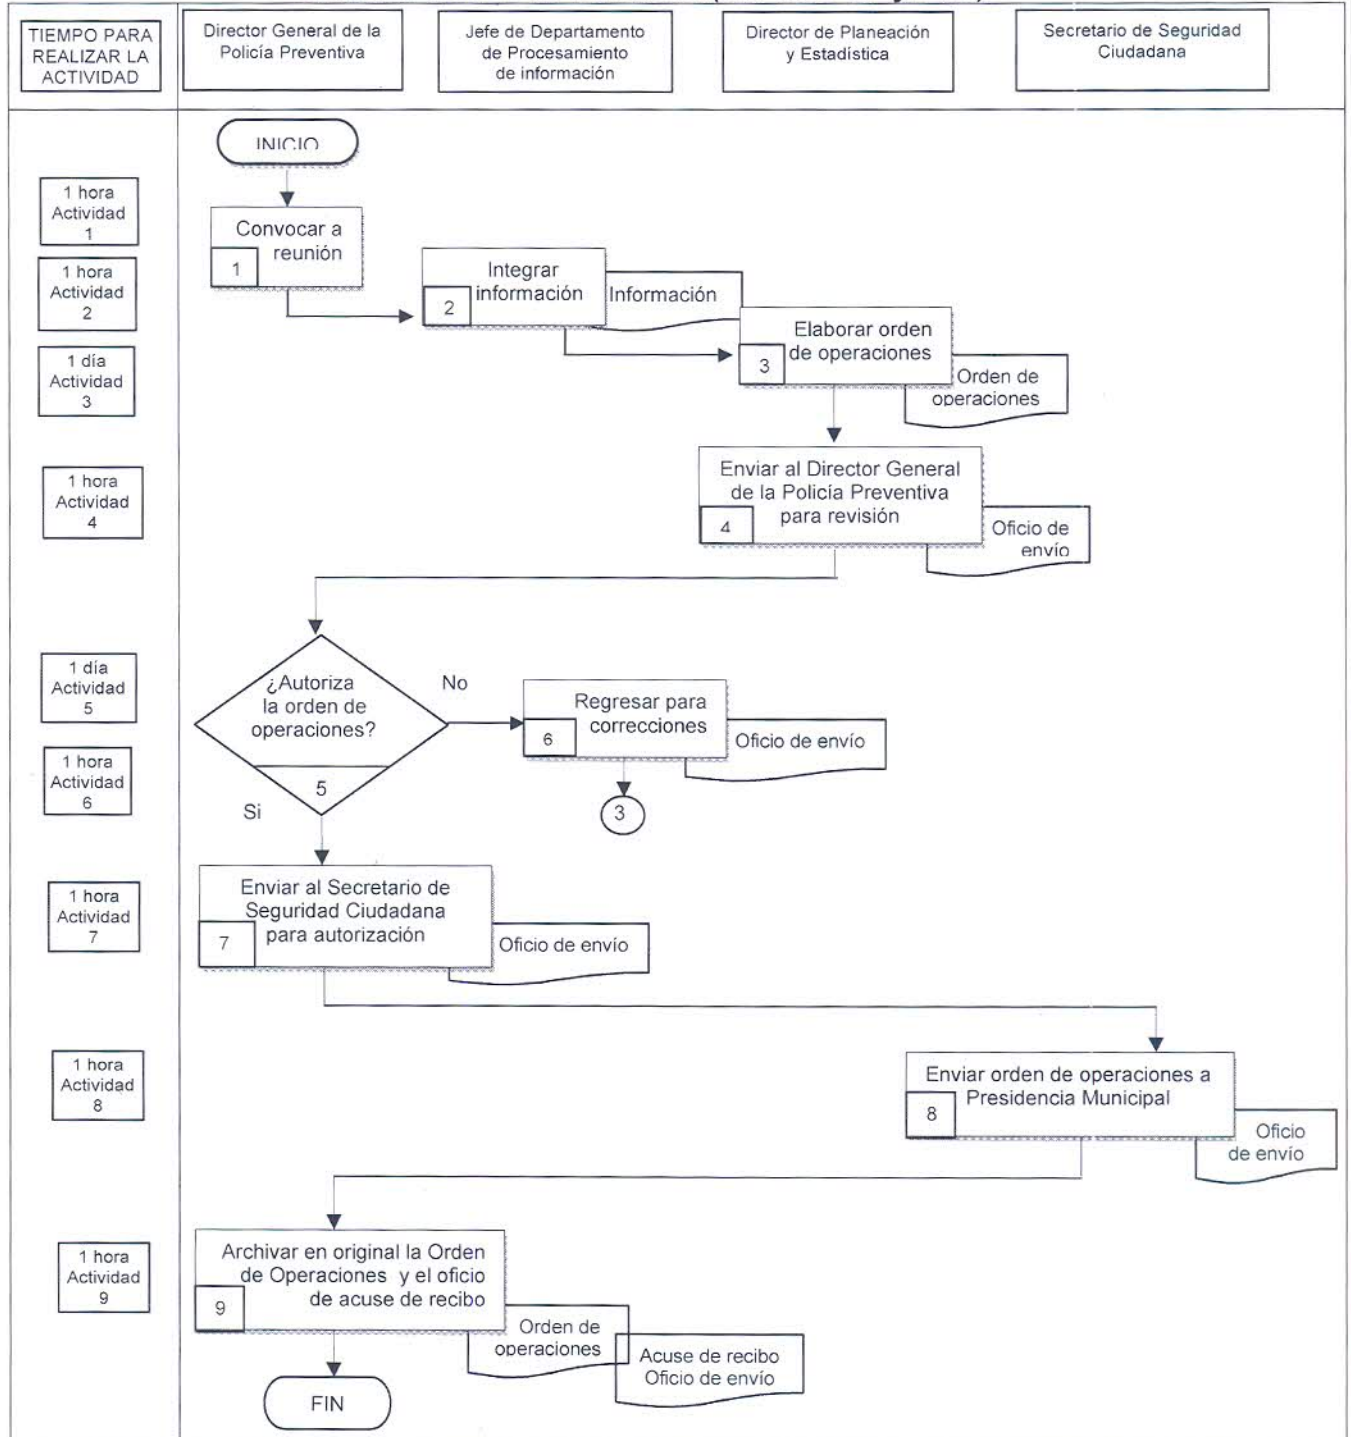 TIEMPO PARA
REALIZAR LA
ACTIVIDAD
Director General de la
Policía Preventiva
Jefe de Departamento
de Procesamiento
de información
Director de Planeación
y Estadística
Secretario de Seguridad
Ciudadana
INICIO
1 hora
Actividad
1
Convocar a
reunión
1
1 hora
Actividad
2
Integrar
información
2
Información
Elaborar orden
de operaciones
3
1 día
Actividad
3
Orden de
operaciones
1 hora
Actividad
4
Enviar al Director General
de la Policía Preventiva
para revisión
4
Oficio de
envío
1 día
Actividad
5
¿Autoriza
la orden de
operaciones?
5
No
Si
Regresar para
correcciones
6
Oficio de envío
3
1 hora
Actividad
6
1 hora
Actividad
7
Enviar al Secretario de
Seguridad Ciudadana
para autorización
7
Oficio de envío
1 hora
Actividad
8
Enviar orden de operaciones a
Presidencia Municipal
8
Oficio
de envío
1 hora
Actividad
9
Archivar en original la Orden
de Operaciones y el oficio
de acuse de recibo
9
Orden de
operaciones
Acuse de recibo
Oficio de envío
FIN